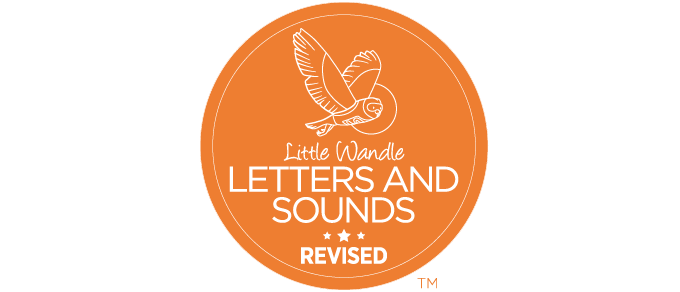 Little Wandle
LETTERS AND
SOUNDS
REVISED
TM